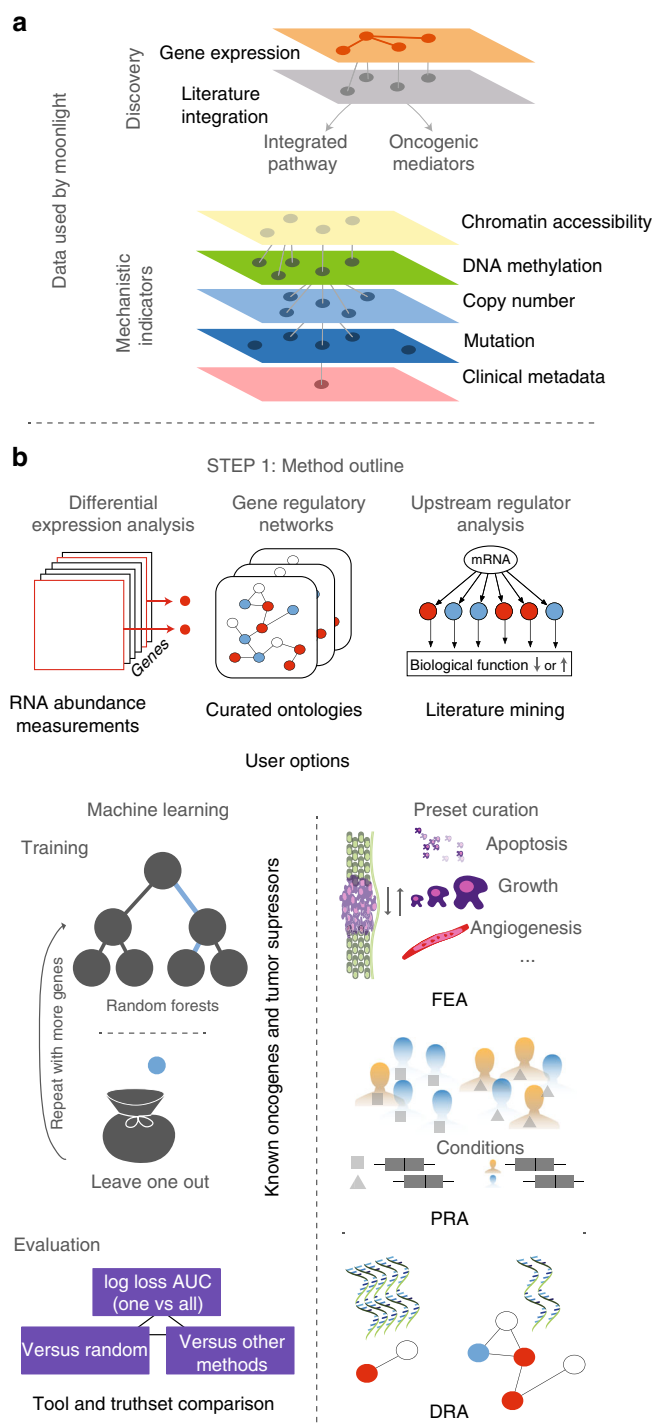 a
Data used by moonlight
Discovery
Gene expression
Literature
integration
Integrated
pathway
Oncogenic
mediators
Mechanistic
indicators
Chromatin accessibility
DNA methylation
Copy number
Mutation
Clinical metadata
b
STEP 1: Method outline
Differential
expression analysis
Gene regulatory
networks
Upstream regulator
analysis
Genes
mRNA
Biological function ↓ or ↑
RNA abundance
measurements
Curated ontologies
Literature mining
User options
Machine learning
Training
Random forests
Repeat with more genes
Leave one out
Known oncogenes and tumor supressors
Evaluation
log loss AUC
(one vs all)
Versus random
Versus other
methods
Tool and truthset comparison
Preset curation
Apoptosis
Growth
Angiogenesis
...
FEA
Conditions
PRA
DRA